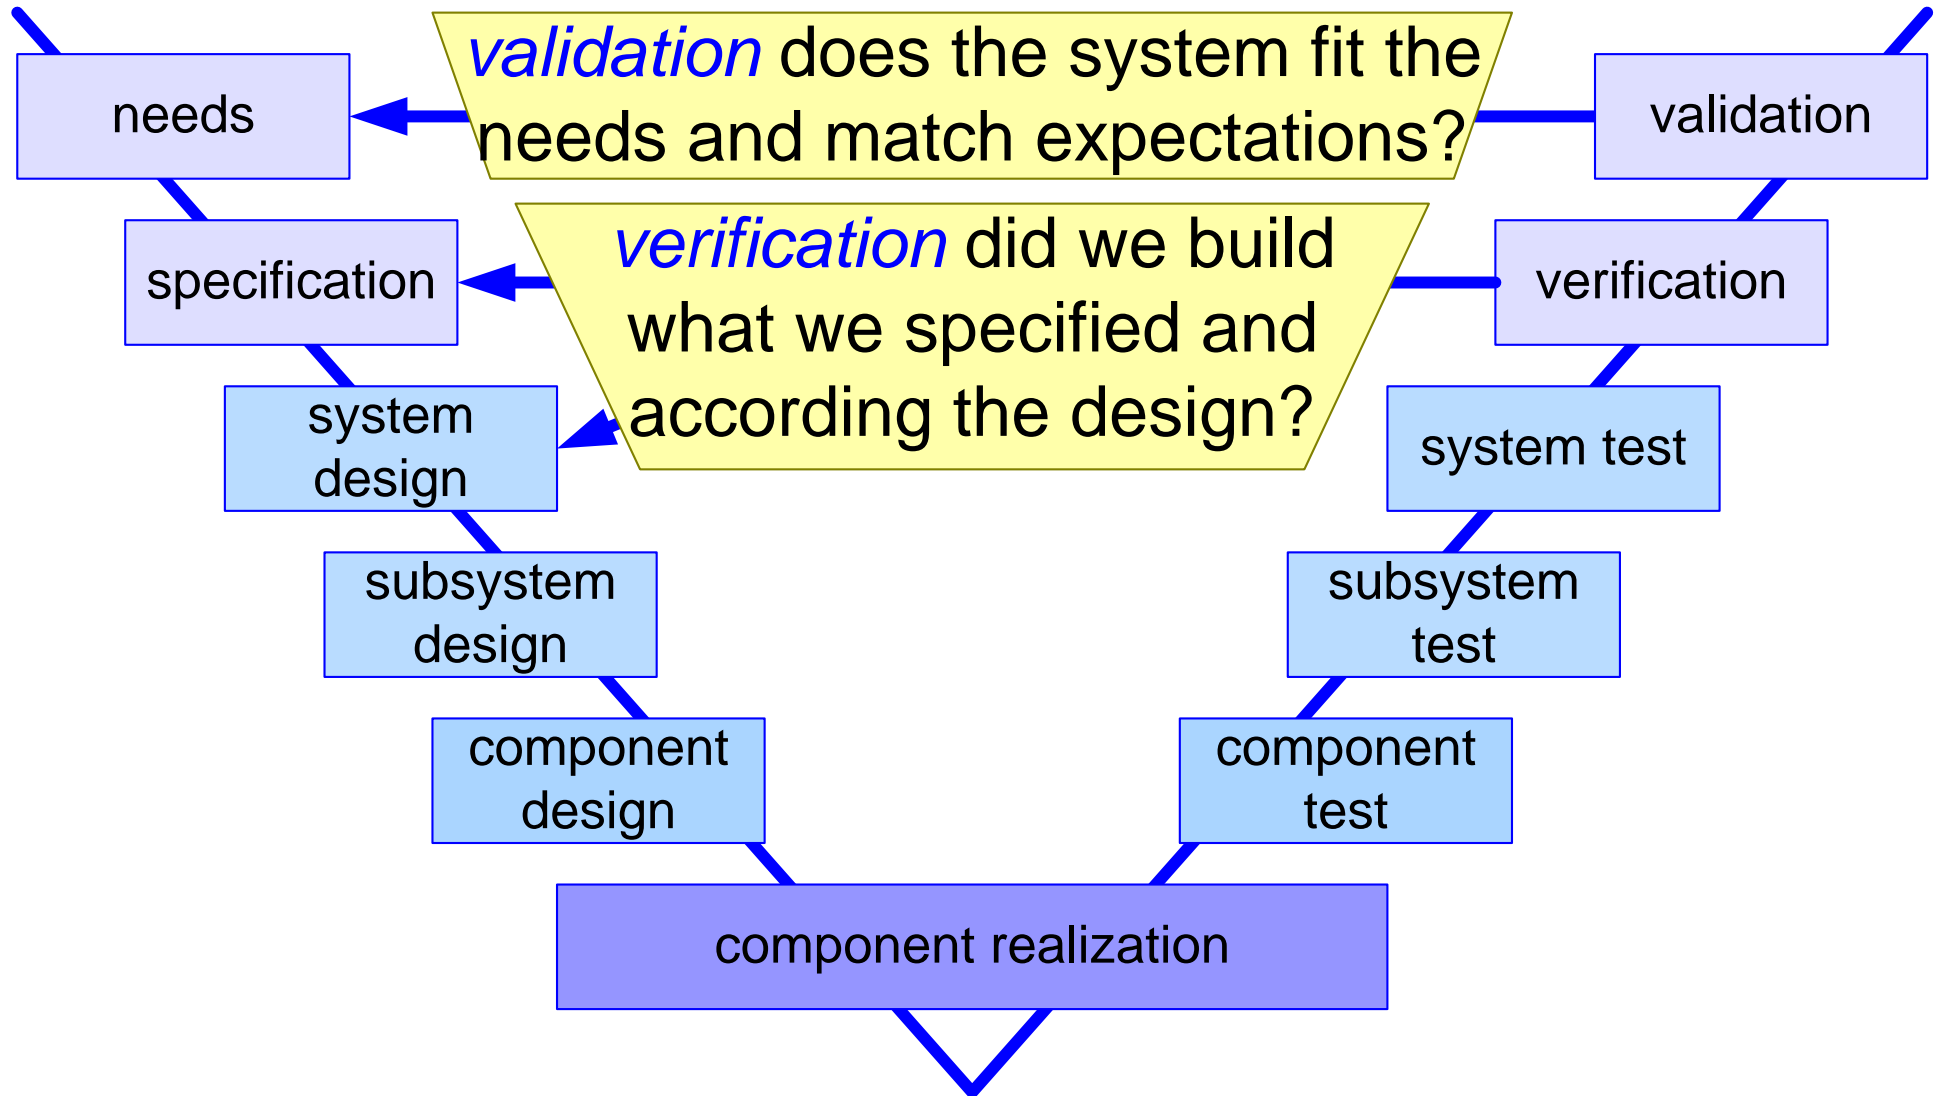 validation does the system fit the
needs and match expectations?
needs
validation
verification did we build
what we specified and
according the design?
specification
verification
system
design
system test
subsystem
design
subsystem
test
component
design
component
test
component realization